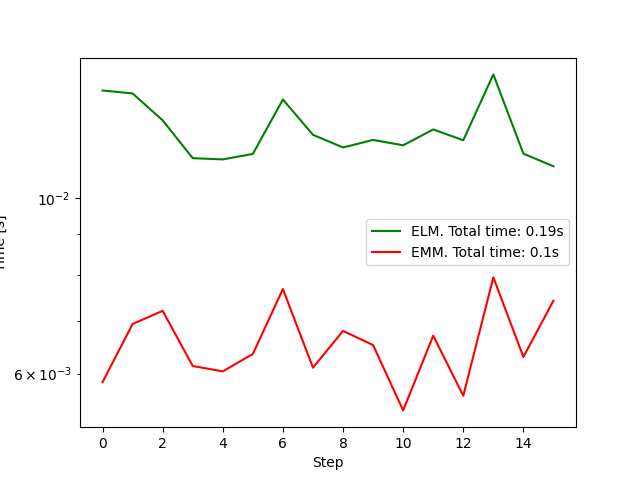 10⁻²
6 × 10⁻³
Time [s]
ELM. Total time: 0.19s
EMM. Total time: 0.1s
0 2 4 6 8 10 12 14
Step